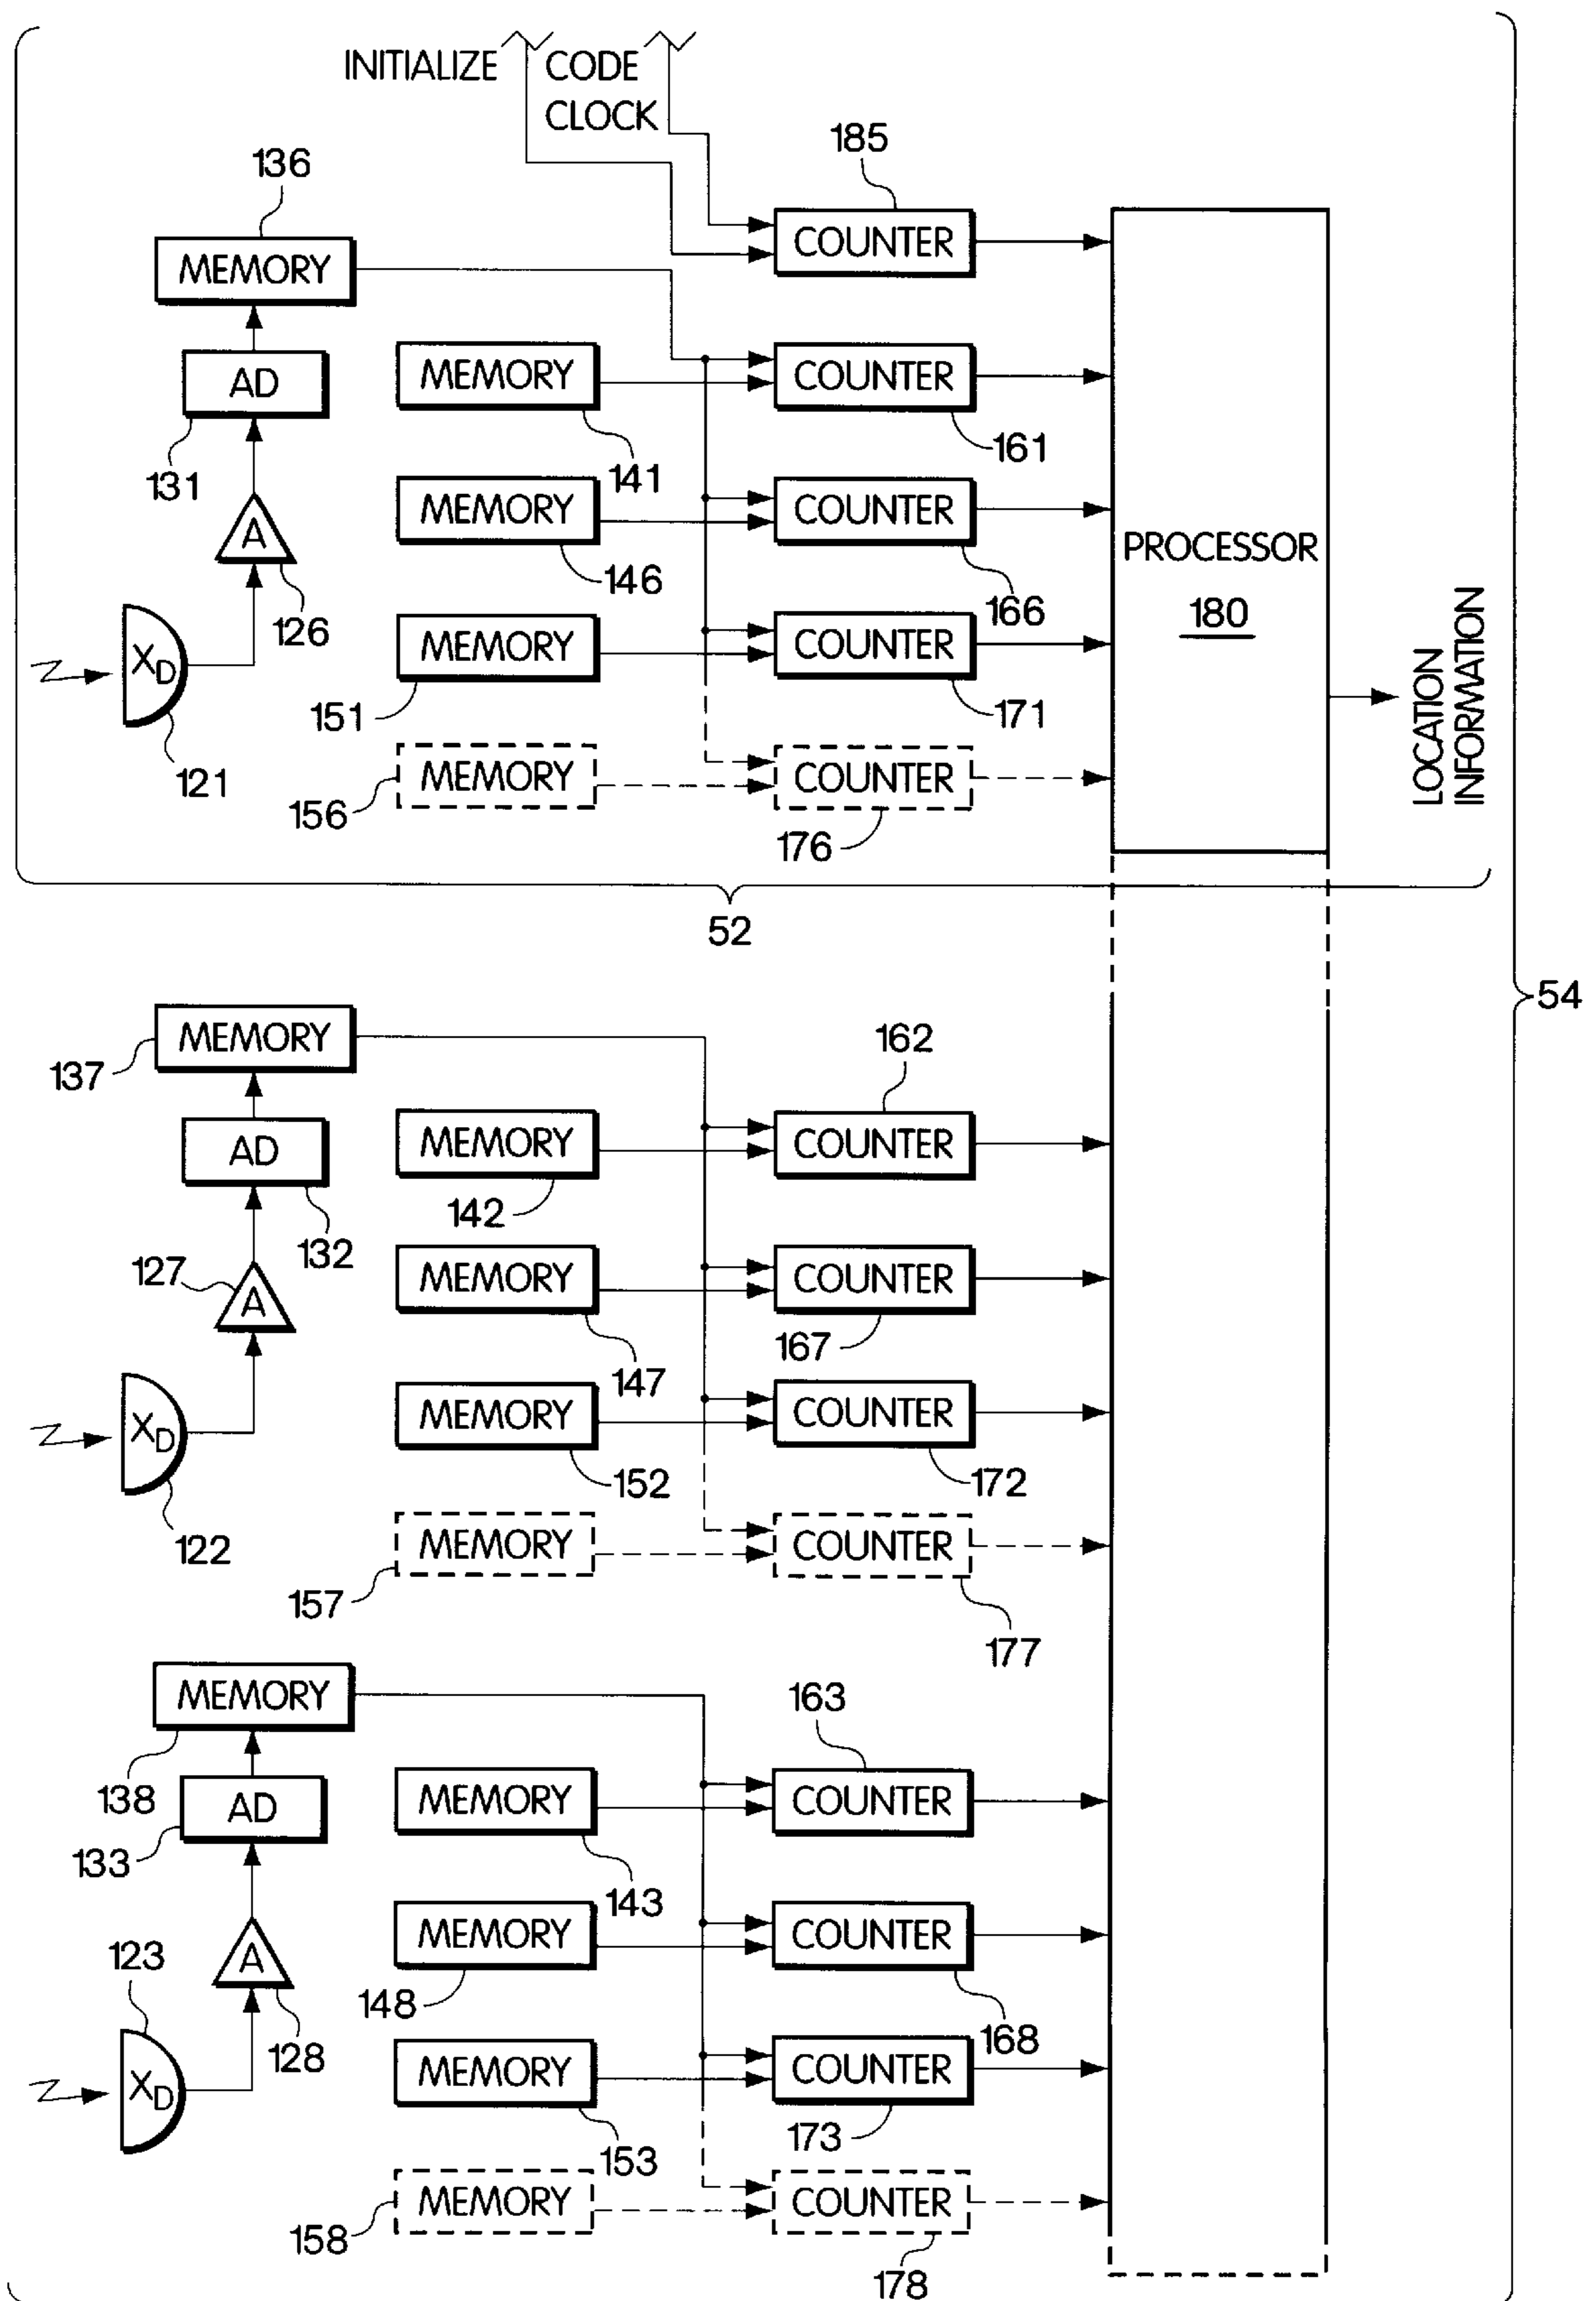 INITIALIZE
CODE
CLOCK
185
136
COUNTER
MEMORY
AD
MEMORY
COUNTER
131
141
161
A
MEMORY
COUNTER
PROCESSOR
180
126
146
166
X_D
MEMORY
COUNTER
LOCATION
INFORMATION
121
151
171
MEMORY
COUNTER
156
176
52
54
MEMORY
137
162
AD
MEMORY
COUNTER
132
142
127
A
MEMORY
COUNTER
147
167
X_D
MEMORY
COUNTER
122
152
172
MEMORY
COUNTER
157
177
MEMORY
138
163
AD
MEMORY
COUNTER
133
143
A
MEMORY
COUNTER
123
128
148
168
X_D
MEMORY
COUNTER
153
173
MEMORY
COUNTER
158
178